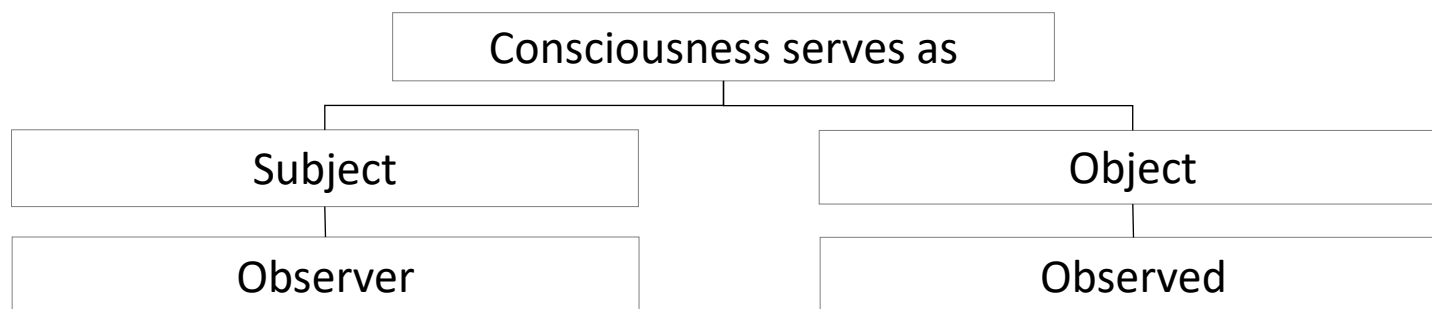 Consciousness serves as
Subject
Object
Observer
Observed